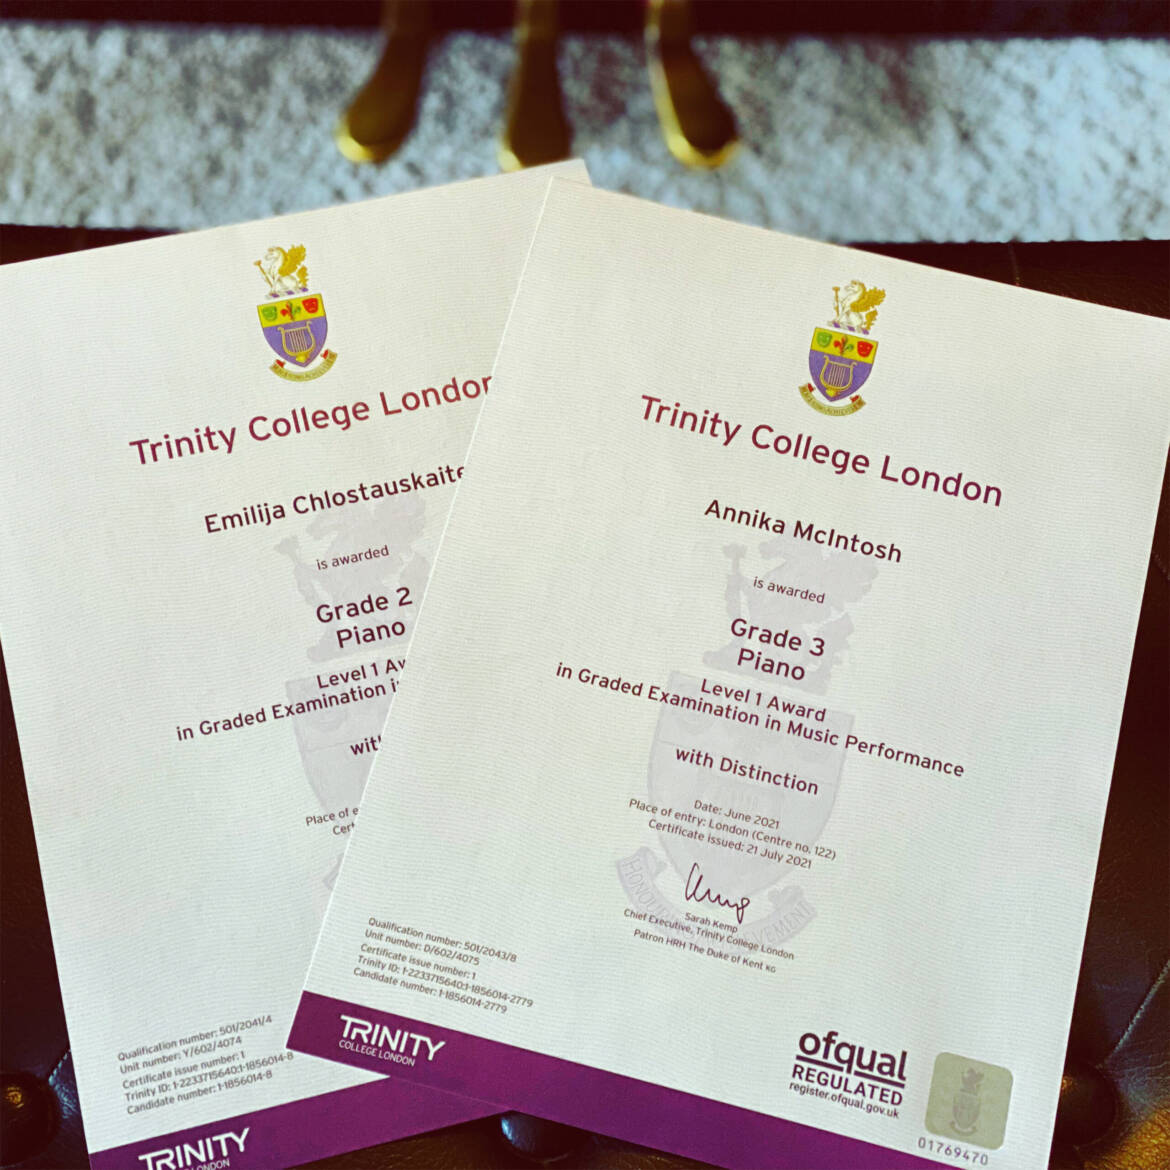 Trinity College London
Emilija Chlostauskaite
is awarded
Grade 2
Piano
Level 1
in Graded Examination
Place of
Qualification number: 501/2041/4
Unit number: Y/602/4074
Certificate issue number: 1
Trinity ID: 1-2233715640:1-1856014-8
Candidate number: 1-1856014-8
TRINITY
LONDON
Trinity College London
Annika McIntosh
is awarded
Grade 3
Piano
Level 1 Award
in Graded Examination in Music Performance
with Distinction
Date: June 2021
Place of entry: London (Centre no. 122)
Certificate issued: 21 July 2021
Sarah Kemp
Chief Executive, Trinity College London
Patron HRH The Duke of Kent KG
Qualification number: 501/2043/8
Unit number: D/602/4075
Certificate issue number: 1
Trinity ID: 1-2233715640:1-1856014-2779
Candidate number: 1-1856014-2779
TRINITY
COLLEGE LONDON
ofqual
REGULATED
register.ofqual.gov.uk
01769470